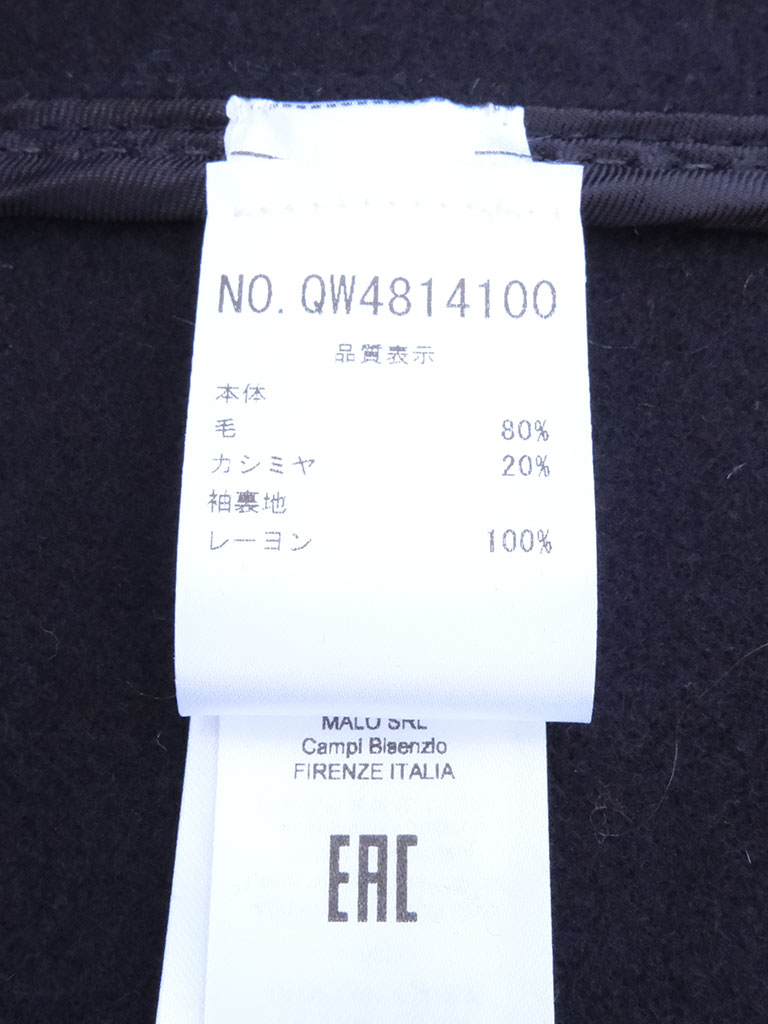 NO. QW4814100
品質表示
本体
毛 80%
カシミヤ 20%
袖裏地
レーヨン 100%
MALO SRL
Campi Bisenzio
FIRENZE ITALIA
EAC